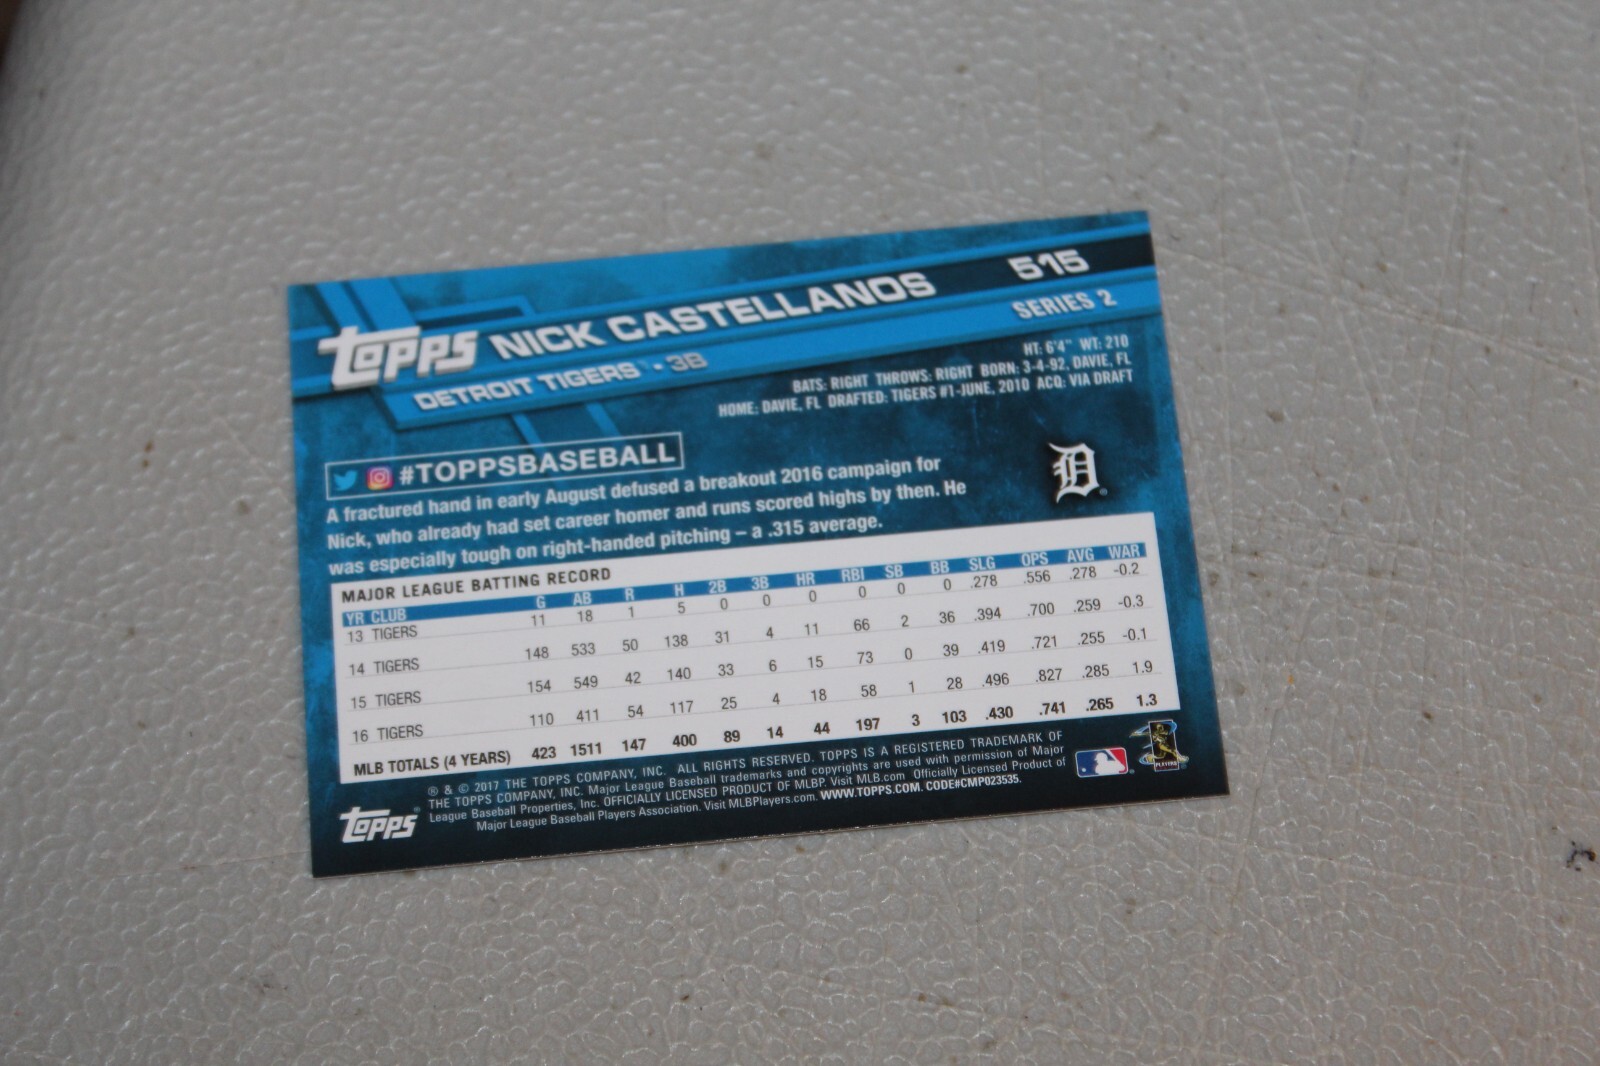 topps NICK CASTELLANOS 515
DETROIT TIGERS® • 3B SERIES 2
HT: 6'4" WT: 210
BATS: RIGHT THROWS: RIGHT BORN: 3-4-92, DAVIE, FL
HOME: DAVIE, FL DRAFTED: TIGERS #1-JUNE, 2010 ACQ: VIA DRAFT
#TOPPSBASEBALL
A fractured hand in early August defused a breakout 2016 campaign for
Nick, who already had set career homer and runs scored highs by then. He
was especially tough on right-handed pitching – a .315 average.
D
MAJOR LEAGUE BATTING RECORD
YR CLUB G AB R H 2B 3B HR RBI SB BB SLG OPS AVG WAR
13 TIGERS 11 18 1 5 0 0 0 0 0 0 .278 .556 .278 -0.2
14 TIGERS 148 533 50 138 31 4 11 66 2 36 .394 .700 .259 -0.3
15 TIGERS 154 549 42 140 33 6 15 73 0 39 .419 .721 .255 -0.1
16 TIGERS 110 411 54 117 25 4 18 58 1 28 .496 .827 .285 1.9
MLB TOTALS (4 YEARS) 423 1511 147 400 89 14 44 197 3 103 .430 .741 .265 1.3
® & © 2017 THE TOPPS COMPANY, INC. ALL RIGHTS RESERVED. TOPPS IS A REGISTERED TRADEMARK OF
THE TOPPS COMPANY, INC. Major League Baseball trademarks and copyrights are used with permission of Major
League Baseball Properties, Inc. OFFICIALLY LICENSED PRODUCT OF MLBP. Visit MLB.com Officially Licensed Product of
Major League Baseball Players Association. Visit MLBPlayers.com. WWW.TOPPS.COM. CODE#CMP023535.
topps®
PLAYERS